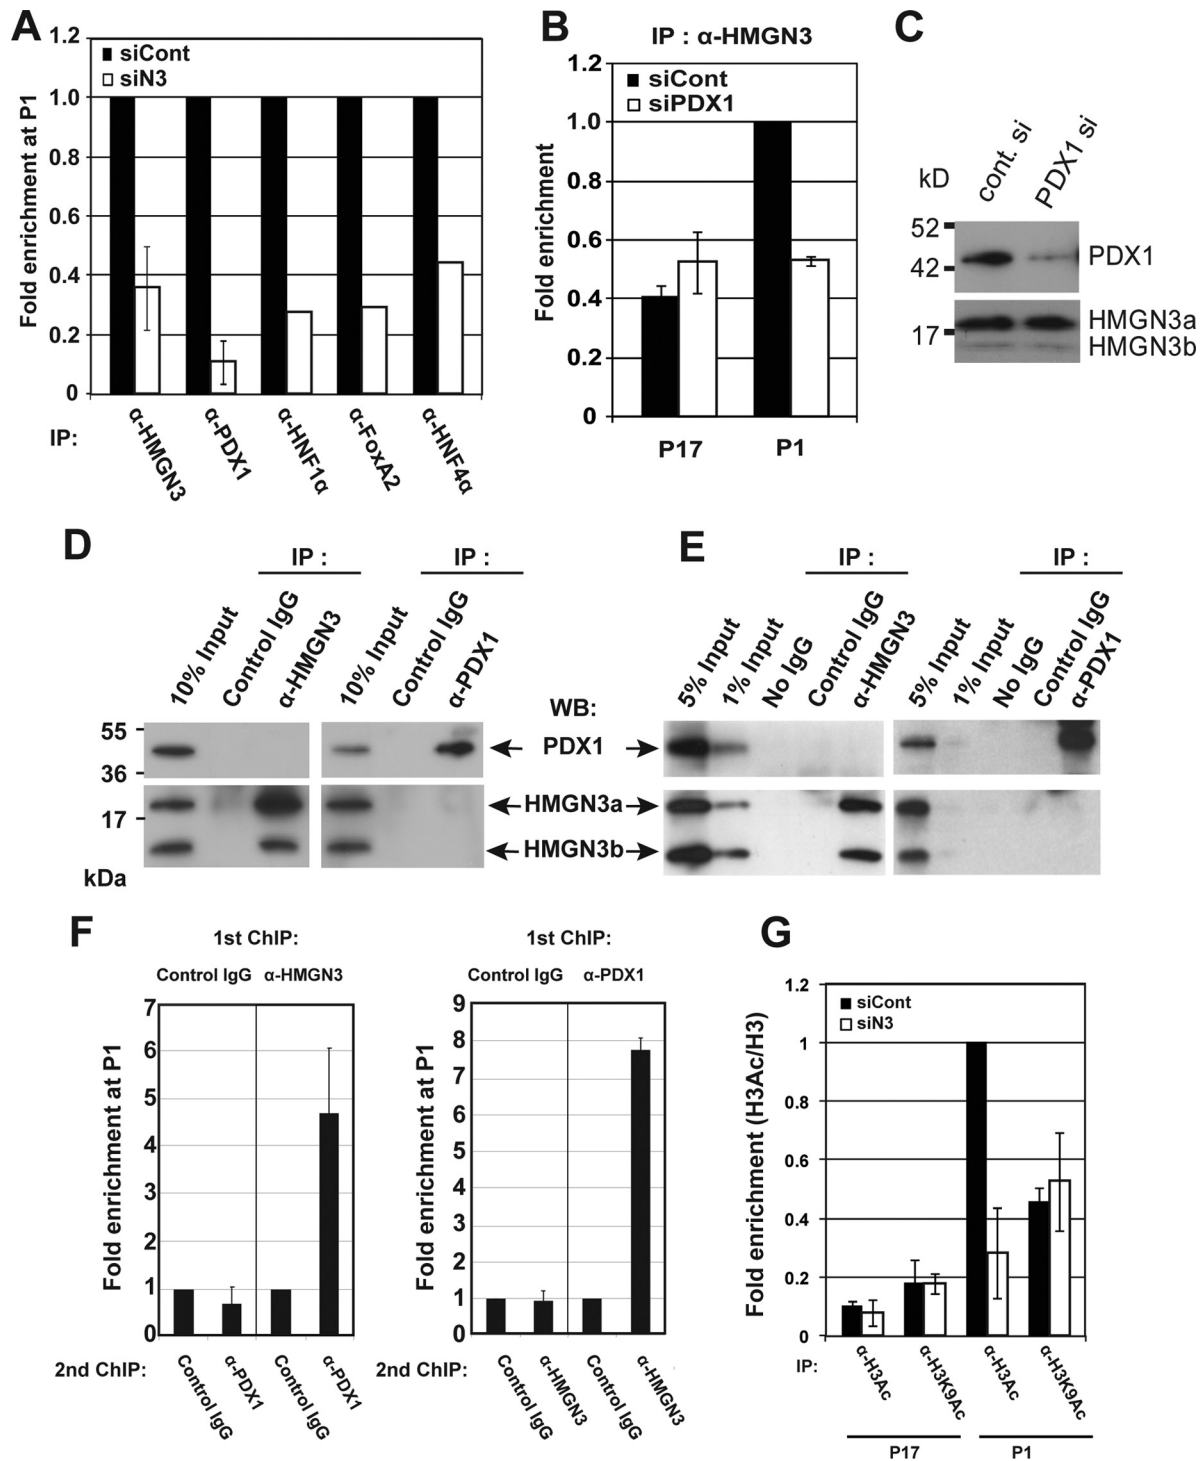 A
1.2
1.0
0.8
0.6
0.4
0.2
0
Fold enrichment at P1
siCont
siN3
IP:
α-HMGN3
α-PDX1
α-HNF1α
α-FoxA2
α-HNF4α
B
IP : α-HMGN3
1.2
1.0
0.8
0.6
0.4
0.2
0
Fold enrichment
siCont
siPDX1
P17
P1
C
kD
cont. si
PDX1 si
52
42
17
PDX1
HMGN3a
HMGN3b
D
IP :
IP :
10% Input
Control IgG
α-HMGN3
10% Input
Control IgG
α-PDX1
55
36
17
kDa
WB:
PDX1
HMGN3a
HMGN3b
E
IP :
IP :
5% Input
1% Input
No IgG
Control IgG
α-HMGN3
5% Input
1% Input
No IgG
Control IgG
α-PDX1
F
1st ChIP:
Control IgG α-HMGN3
7
6
5
4
3
2
1
0
Fold enrichment at P1
2nd ChIP:
Control IgG
α-PDX1
Control IgG
α-PDX1
1st ChIP:
Control IgG α-PDX1
9
8
7
6
5
4
3
2
1
0
Fold enrichment at P1
2nd ChIP:
Control IgG
α-HMGN3
Control IgG
α-HMGN3
G
1.2
1
0.8
0.6
0.4
0.2
0
Fold enrichment (H3Ac/H3)
siCont
siN3
IP:
α-H3Ac
α-H3K9Ac
α-H3Ac
α-H3K9Ac
P17
P1